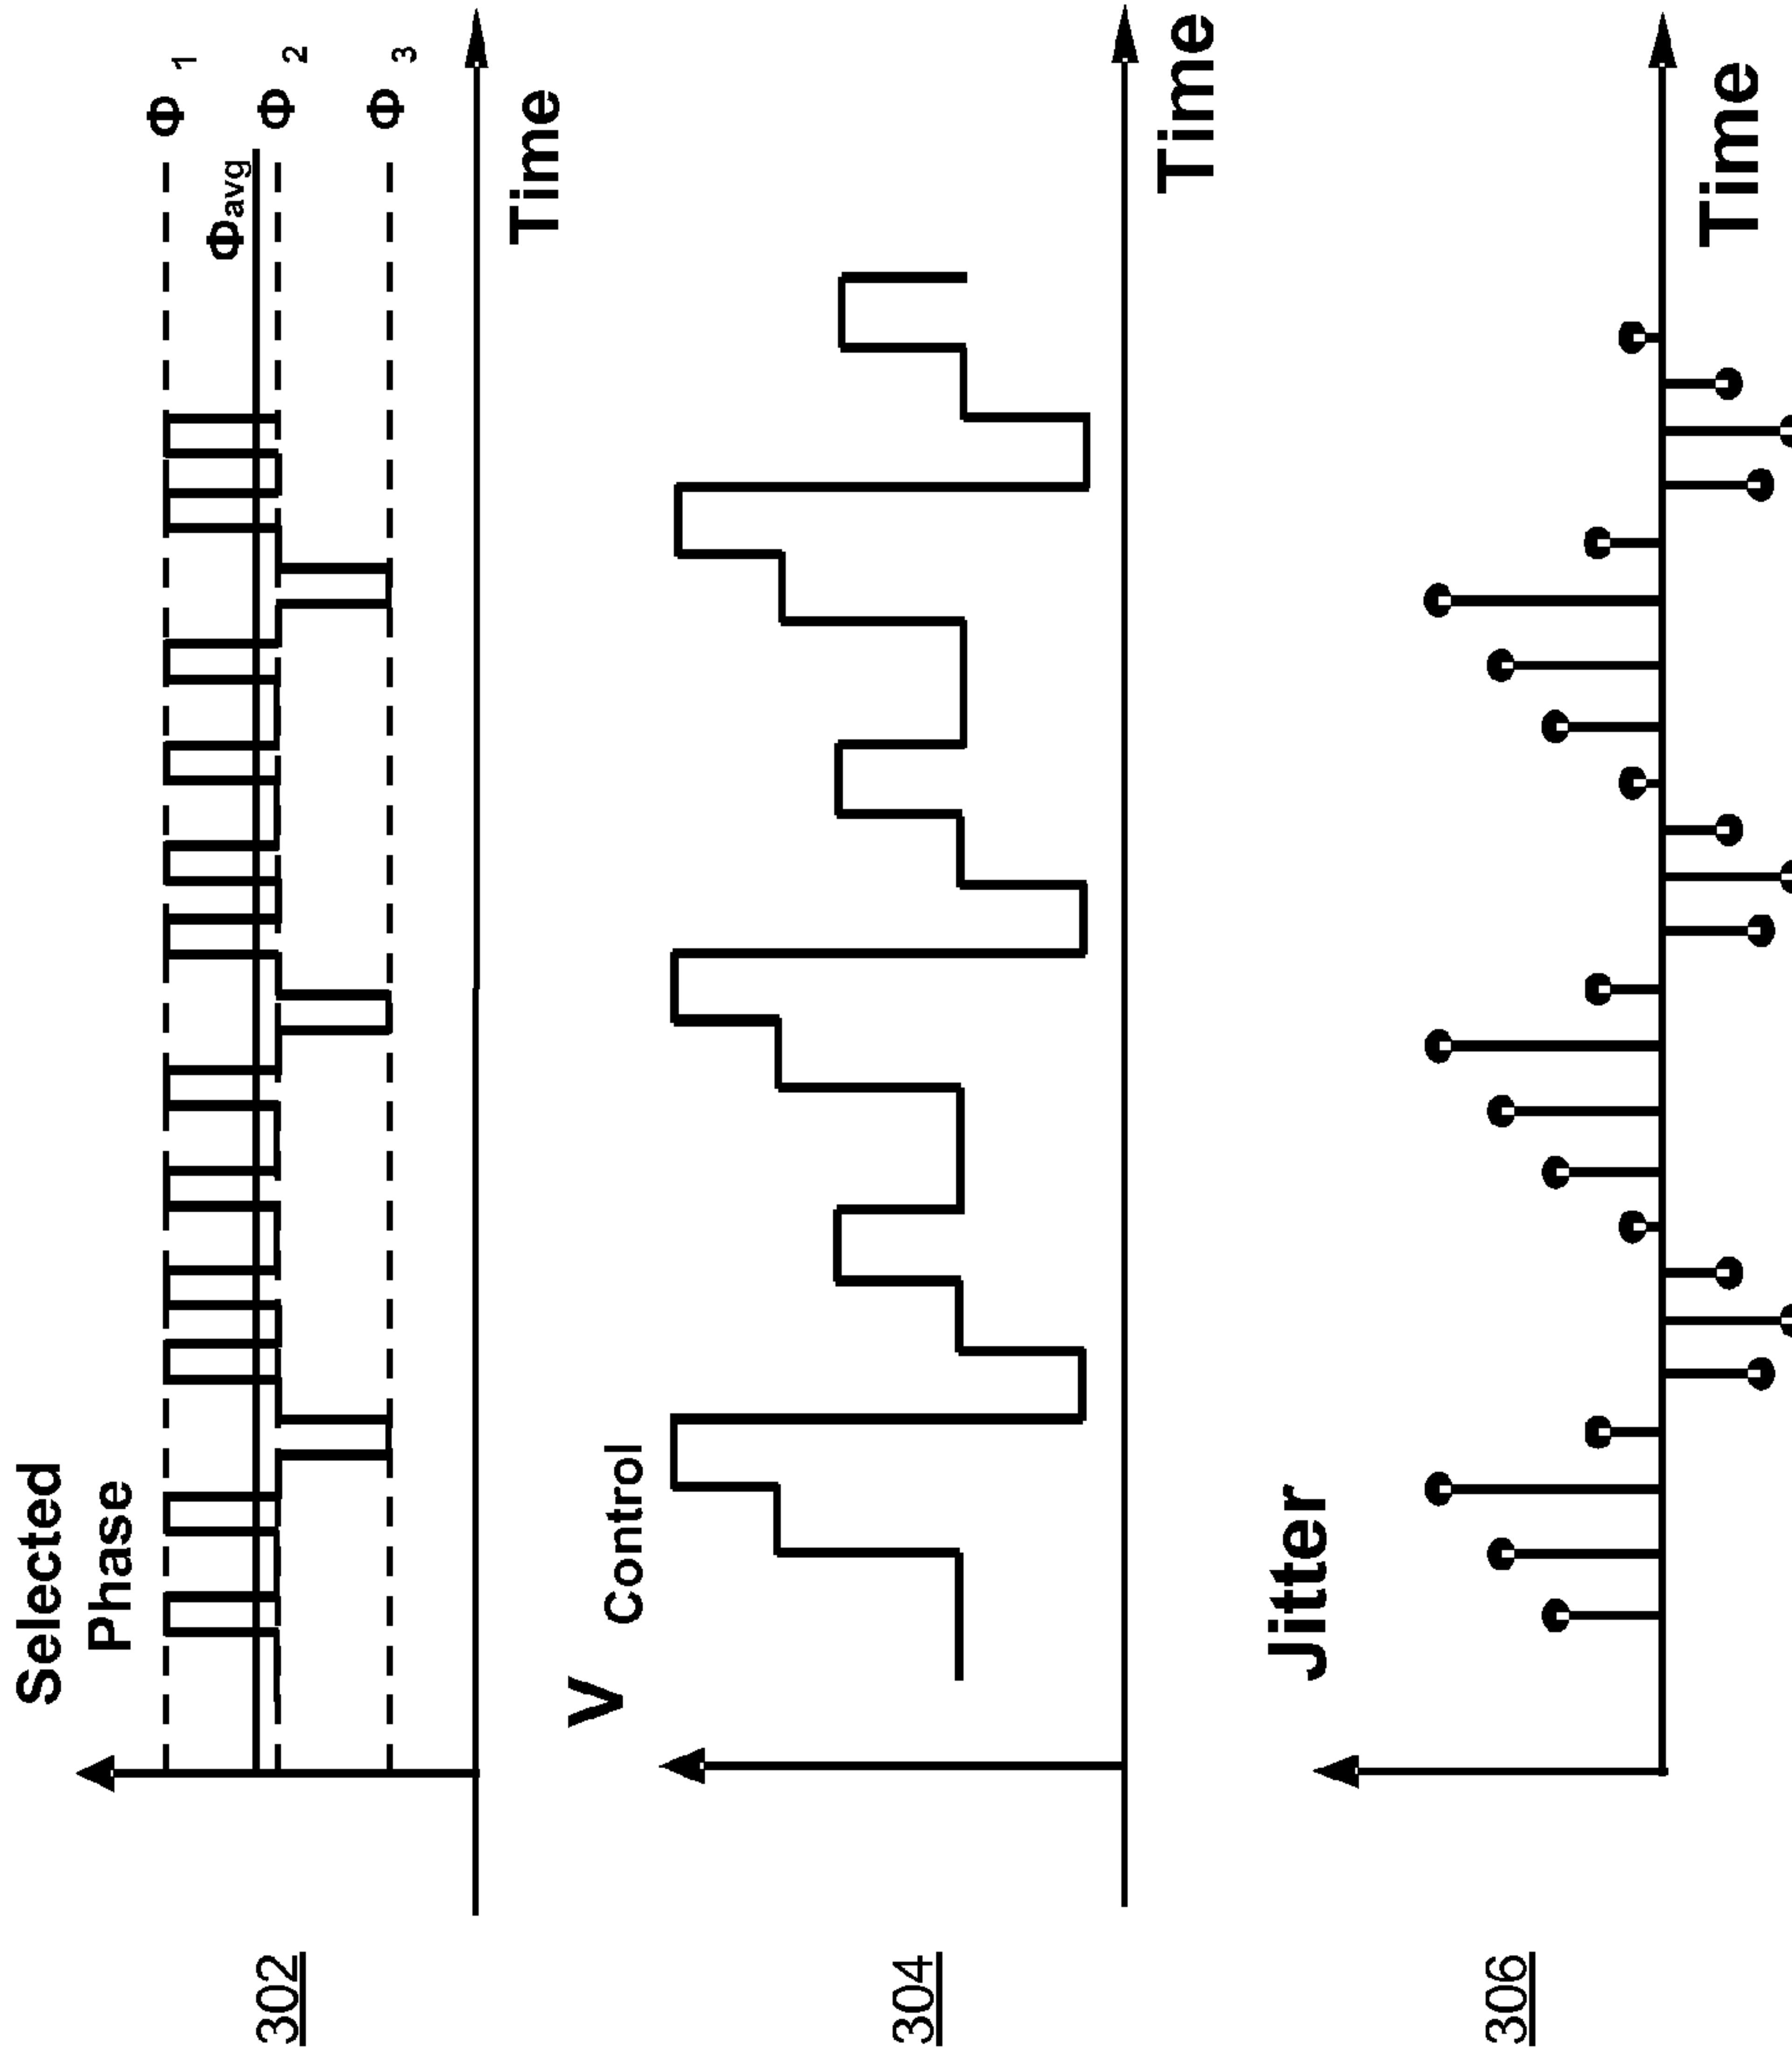 Selected
Phase
Φ 1
Φavg
Φ 2
Φ 3
Time
302
V Control
Time
304
Jitter
Time
306